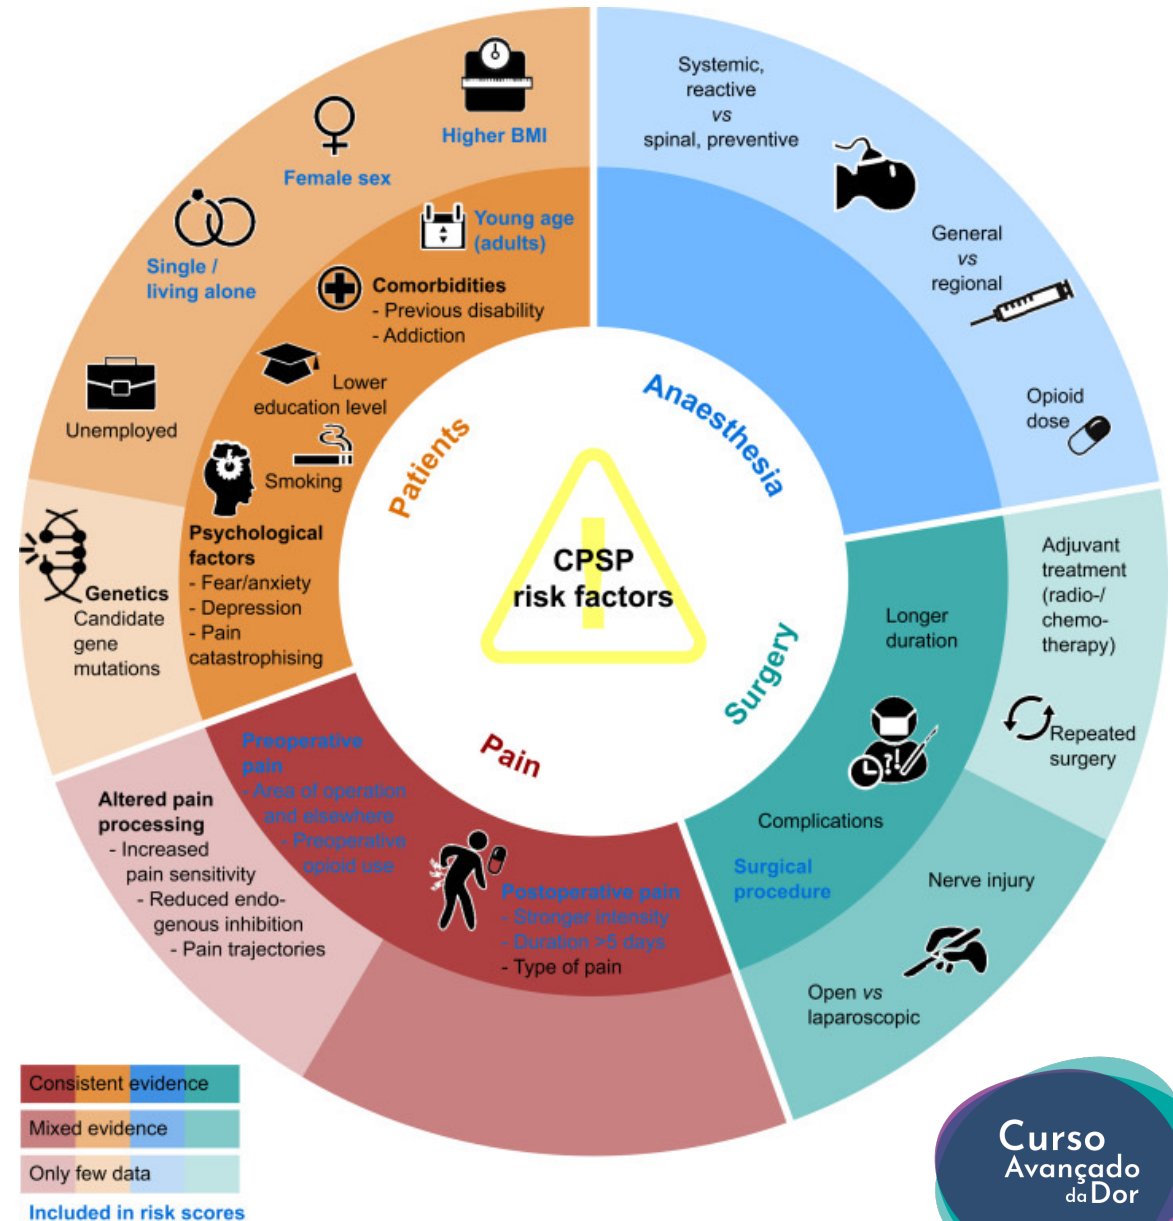 Higher BMI
Female sex
Single /
living alone
Unemployed
Young age
(adults)
Comorbidities
- Previous disability
- Addiction
Lower
education level
Smoking
Psychological
factors
- Fear/anxiety
- Depression
- Pain
catastrophising
Genetics
Candidate
gene
mutations
Systemic,
reactive
vs
spinal, preventive
General
vs
regional
Opioid
dose
Patients
Anaesthesia
CPSP
risk factors
Surgery
Pain
Adjuvant
treatment
(radio-/
chemo-
therapy)
Longer
duration
Repeated
surgery
?!
Complications
Surgical
procedure
Nerve injury
Open vs
laparoscopic
Preoperative
pain
- Area of operation
and elsewhere
- Preoperative
opioid use
Postoperative pain
- Stronger intensity
- Duration >5 days
- Type of pain
Altered pain
processing
- Increased
pain sensitivity
- Reduced endo-
genous inhibition
- Pain trajectories
Consistent evidence
Mixed evidence
Only few data
Included in risk scores
Curso
Avançado
da Dor